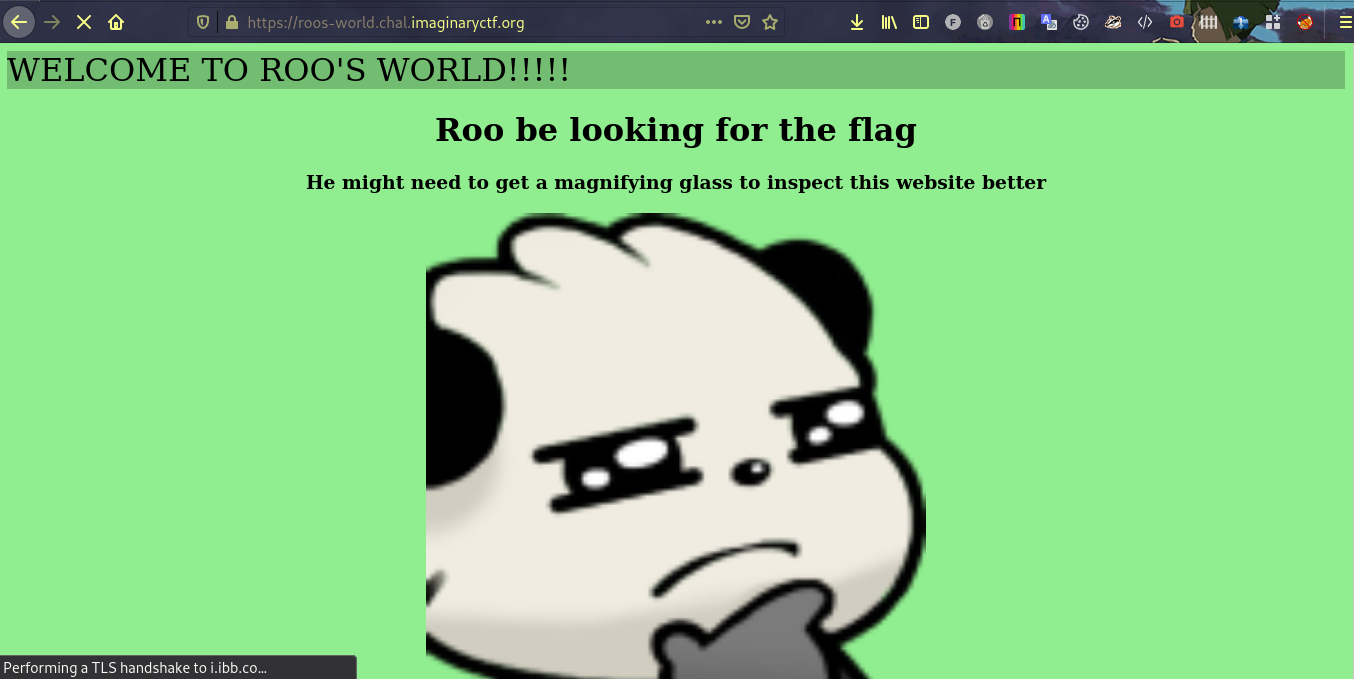 https://roos-world.chal.imaginaryctf.org
WELCOME TO ROO'S WORLD!!!!!
Roo be looking for the flag
He might need to get a magnifying glass to inspect this website better
Performing a TLS handshake to i.ibb.co...